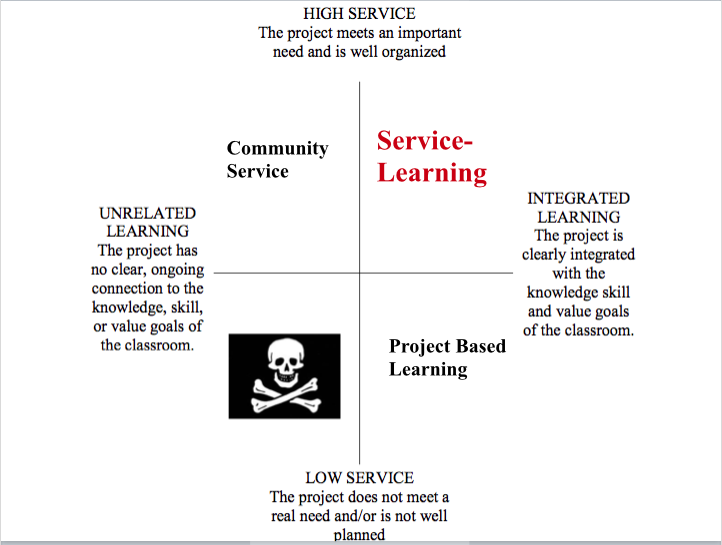 HIGH SERVICE
The project meets an important
need and is well organized
Community
Service
Service-
Learning
UNRELATED
LEARNING
The project has
no clear, ongoing
connection to the
knowledge, skill,
or value goals of
the classroom.
INTEGRATED
LEARNING
The project is
clearly integrated
with the
knowledge skill
and value goals
of the classroom.
Project Based
Learning
LOW SERVICE
The project does not meet a
real need and/or is not well
planned